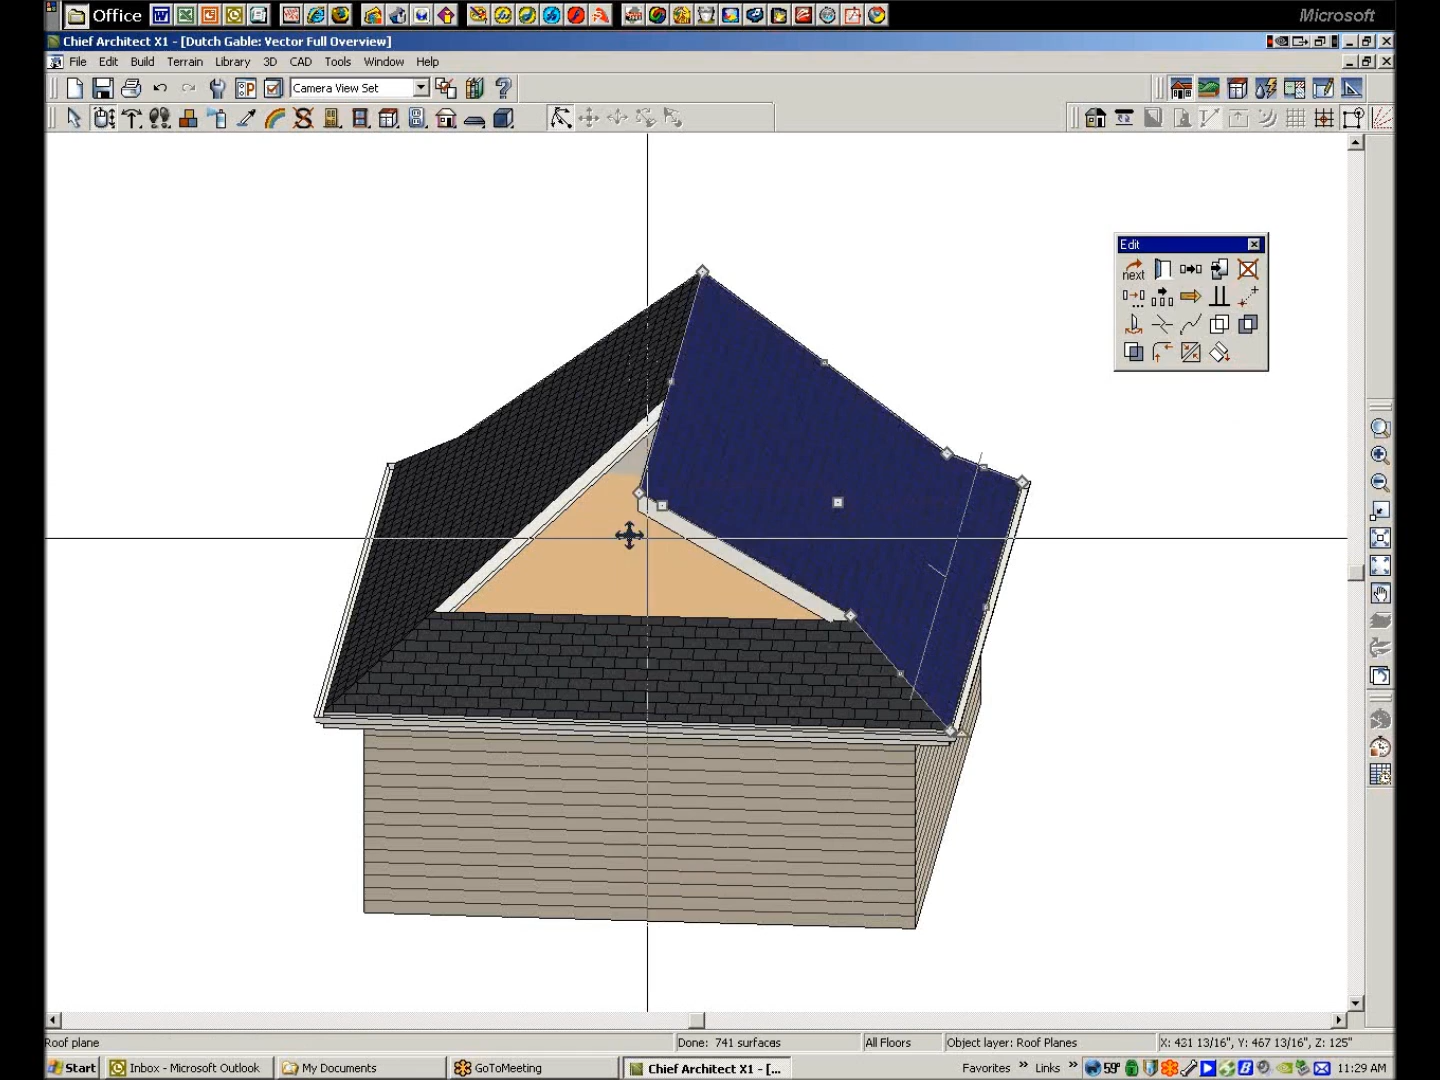 Office
Microsoft
Chief Architect X1 - [Dutch Gable: Vector Full Overview]
File Edit Build Terrain Library 3D CAD Tools Window Help
Camera View Set
Edit
next
Roof plane
Done: 741 surfaces
All Floors
Object layer: Roof Planes
X: 431 13/16", Y: 467 13/16", Z: 125"
Start
Inbox - Microsoft Outlook
My Documents
GoToMeeting
Chief Architect X1 - [...
Favorites »
Links »
59°
11:29 AM